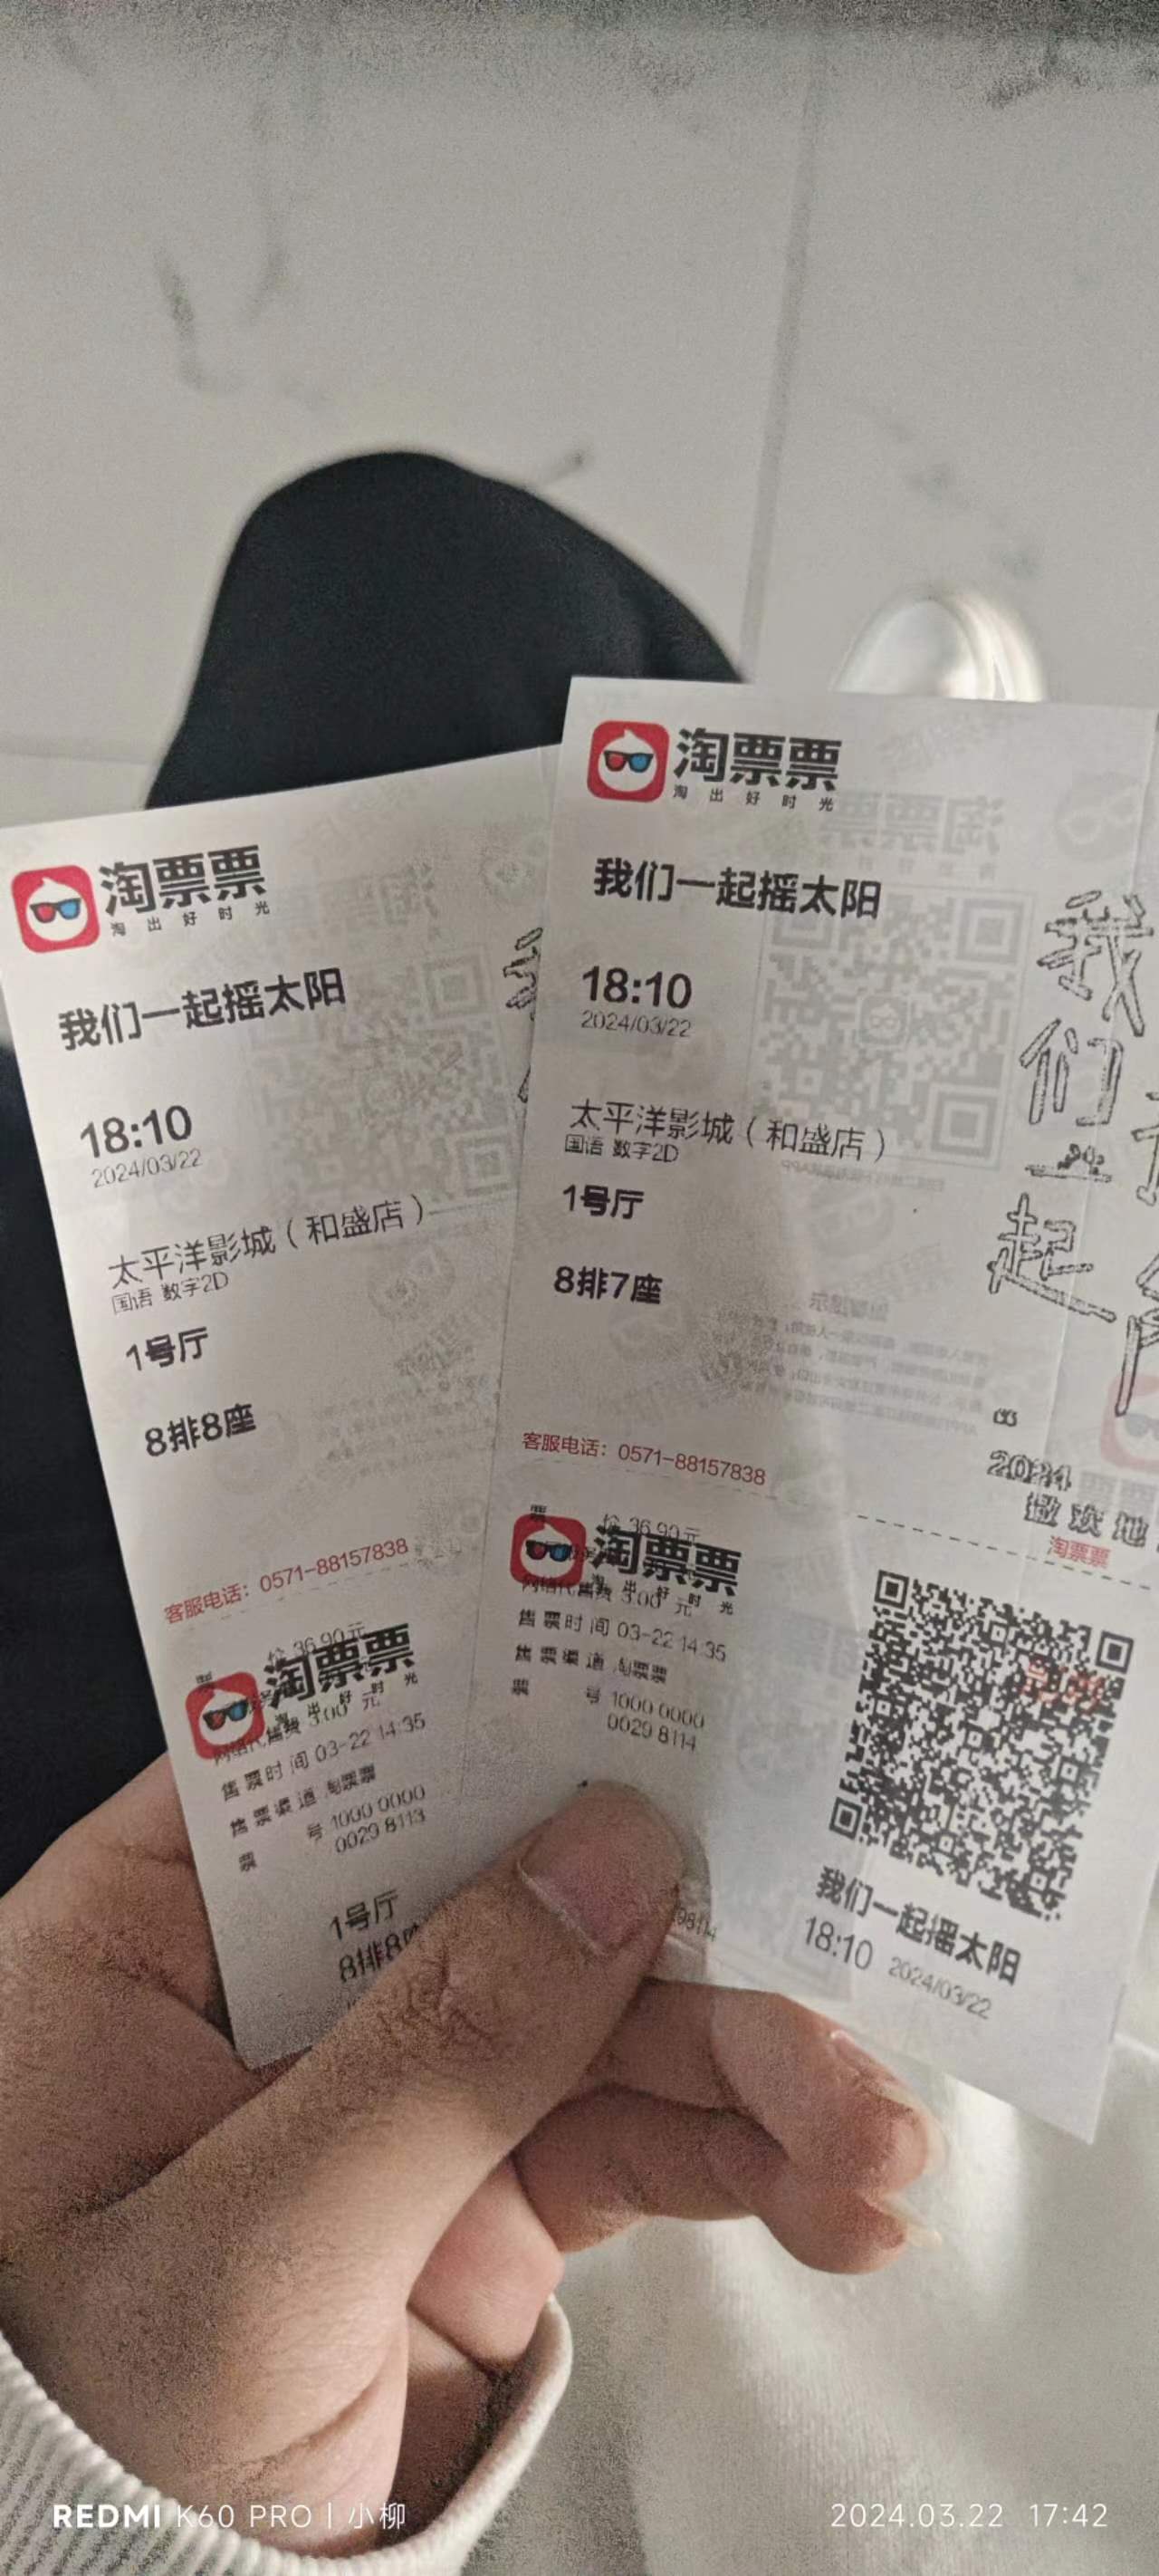 淘票票
淘出好时光
我们一起摇太阳
18:10
2024/03/22
太平洋影城（和盛店）
国语 数字2D
1号厅
8排8座
客服电话：0571-88157838
价 36.90元
淘票票
淘出好时光
网络代售费 3.00 元
售票时间 03-22 14:35
售票渠道 淘票票
票 号 1000 0000
0029 8113
1号厅
8排8
淘票票
淘出好时光
我们一起摇太阳
18:10
2024/03/22
太平洋影城（和盛店）
国语 数字2D
1号厅
8排7座
客服电话：0571-88157838
票 价 36.90元
淘票票
淘出好时光
网络代售费 3.00 元
售票时间 03-22 14:35
售票渠道 淘票票
票 号 1000 0000
0029 8114
98114
我们一起
2024
撒欢地
淘票票
我们一起摇太阳
18:10 2024/03/22
REDMI K60 PRO | 小柳
2024.03.22 17:42